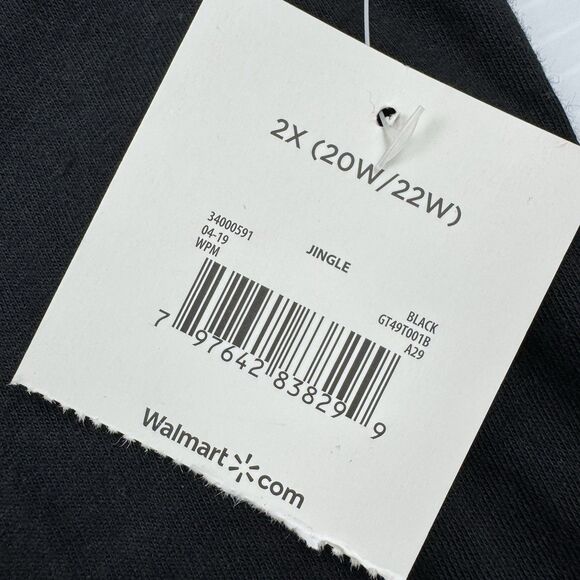 2X (20W/22W)
34000591
04-19
WPM
JINGLE
BLACK
GT49T001B
A29
7 97642 83829 9
Walmart.com